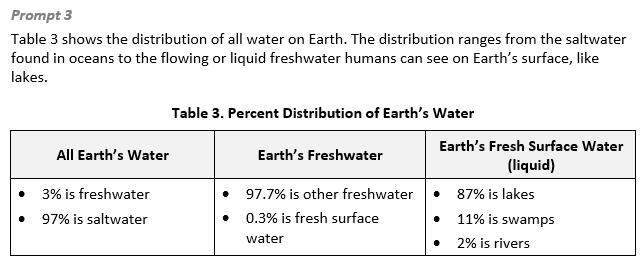 Prompt 3
Table 3 shows the distribution of all water on Earth. The distribution ranges from the saltwater
found in oceans to the flowing or liquid freshwater humans can see on Earth’s surface, like
lakes.
Table 3. Percent Distribution of Earth’s Water
All Earth’s Water
Earth’s Freshwater
Earth’s Fresh Surface Water
(liquid)
• 3% is freshwater
• 97% is saltwater
• 97.7% is other freshwater
• 0.3% is fresh surface
water
• 87% is lakes
• 11% is swamps
• 2% is rivers